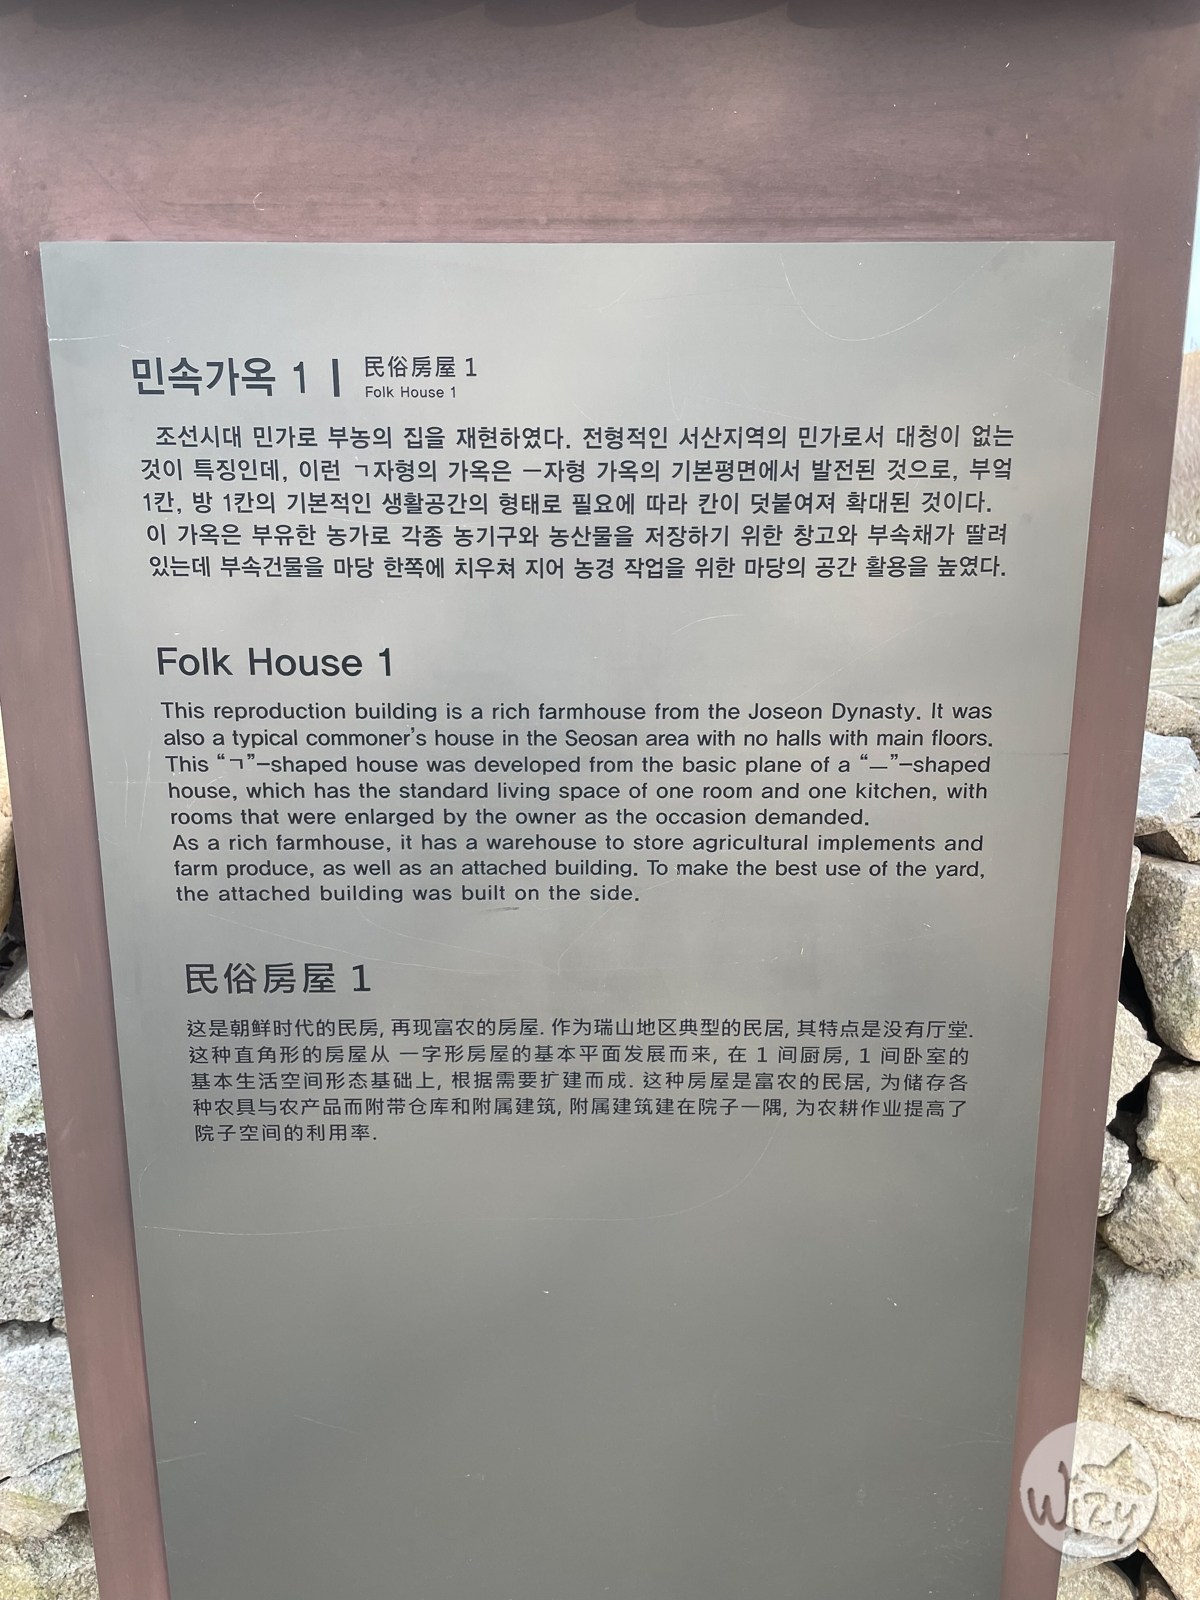 민속가옥 1 | 民俗房屋 1
Folk House 1
조선시대 민가로 부농의 집을 재현하였다. 전형적인 서산지역의 민가로서 대청이 없는
것이 특징인데, 이런 ㄱ자형의 가옥은 ㅡ자형 가옥의 기본평면에서 발전된 것으로, 부엌
1칸, 방 1칸의 기본적인 생활공간의 형태로 필요에 따라 칸이 덧붙여져 확대된 것이다.
이 가옥은 부유한 농가로 각종 농기구와 농산물을 저장하기 위한 창고와 부속채가 딸려
있는데 부속건물을 마당 한쪽에 치우쳐 지어 농경 작업을 위한 마당의 공간 활용을 높였다.
Folk House 1
This reproduction building is a rich farmhouse from the Joseon Dynasty. It was
also a typical commoner's house in the Seosan area with no halls with main floors.
This “ㄱ”-shaped house was developed from the basic plane of a “ㅡ”-shaped
house, which has the standard living space of one room and one kitchen, with
rooms that were enlarged by the owner as the occasion demanded.
As a rich farmhouse, it has a warehouse to store agricultural implements and
farm produce, as well as an attached building. To make the best use of the yard,
the attached building was built on the side.
民俗房屋 1
这是朝鲜时代的民房, 再现富农的房屋. 作为瑞山地区典型的民居, 其特点是没有厅堂.
这种直角形的房屋从 一字形房屋的基本平面发展而来, 在 1 间厨房, 1 间卧室的
基本生活空间形态基础上, 根据需要扩建而成. 这种房屋是富农的民居, 为储存各
种农具与农产品而附带仓库和附属建筑, 附属建筑建在院子一隅, 为农耕作业提高了
院子空间的利用率.
Wizy